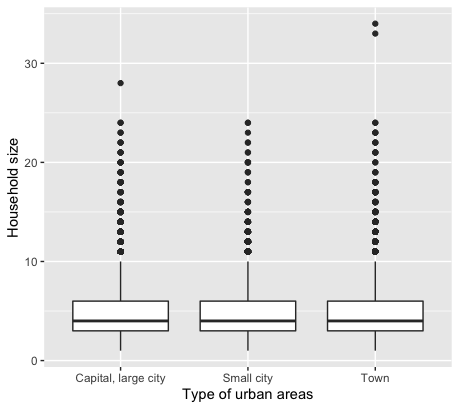 30
20
10
0
Household size
Capital, large city
Small city
Town
Type of urban areas